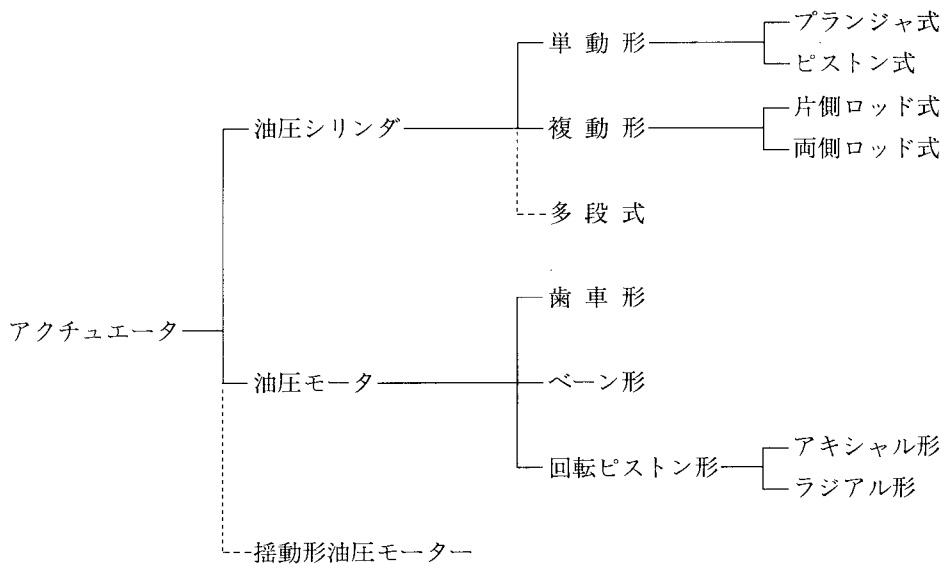 アクチュエータ
油圧シリンダ
単動形
プランジャ式
ピストン式
複動形
片側ロッド式
両側ロッド式
多段式
油圧モータ
歯車形
ベーン形
回転ピストン形
アキシャル形
ラジアル形
揺動形油圧モーター